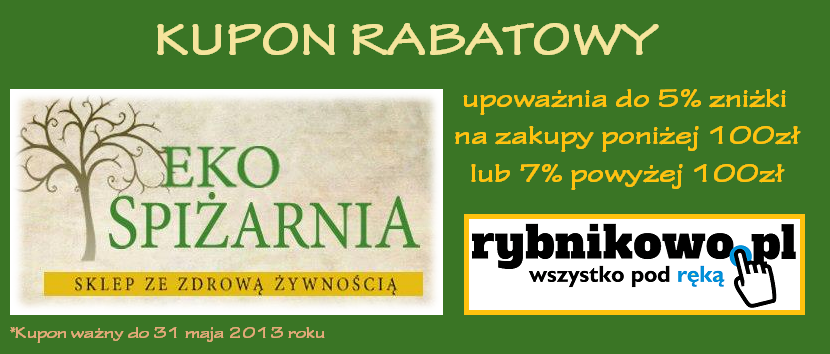 KUPON RABATOWY
EKO
SPIŻARNIA
SKLEP ZE ZDROWĄ ŻYWNOŚCIĄ
upoważnia do 5% zniżki
na zakupy poniżej 100zł
lub 7% powyżej 100zł
rybnikowo.pl
wszystko pod ręką
*Kupon ważny do 31 maja 2013 roku